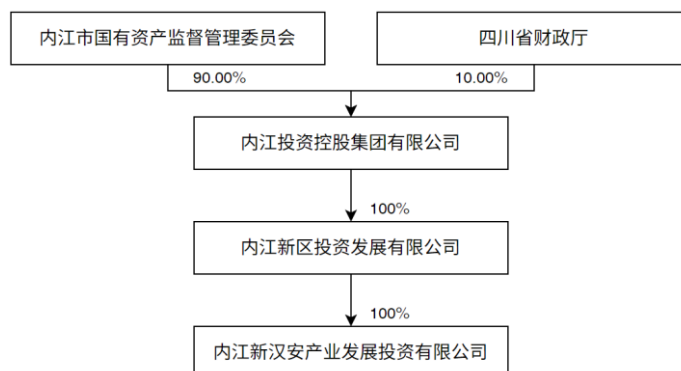 内江市国有资产监督管理委员会
四川省财政厅
90.00%
10.00%
内江投资控股集团有限公司
100%
内江新区投资发展有限公司
100%
内江新汉安产业发展投资有限公司